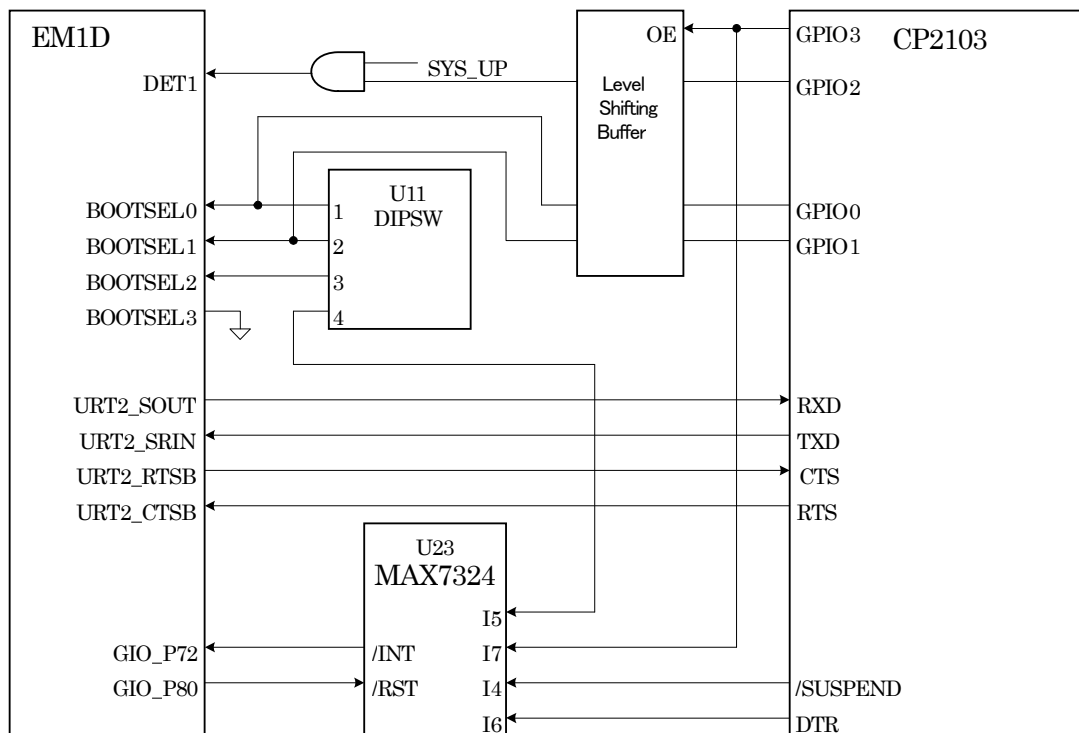 EM1D
OE
GPIO3
CP2103
DET1
SYS_UP
Level
Shifting
Buffer
GPIO2
U11
DIPSW
BOOTSEL0
1
GPIO0
BOOTSEL1
2
GPIO1
BOOTSEL2
3
BOOTSEL3
4
URT2_SOUT
RXD
URT2_SRIN
TXD
URT2_RTSB
CTS
URT2_CTSB
RTS
U23
MAX7324
I5
GIO_P72
/INT
I7
GIO_P80
/RST
I4
/SUSPEND
I6
DTR